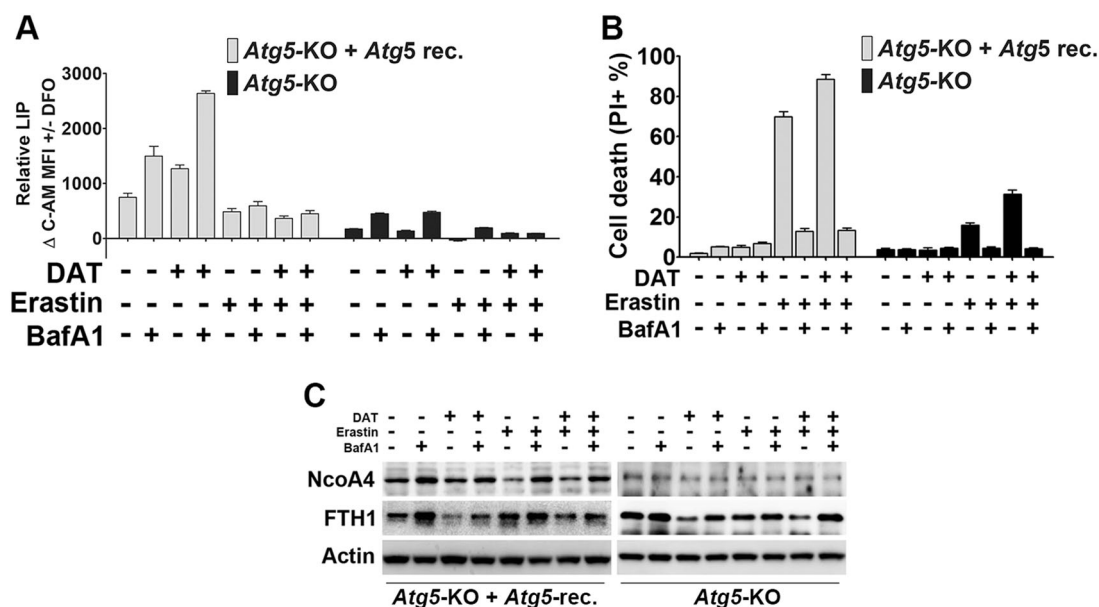 A
Atg5-KO + Atg5 rec.
Atg5-KO
Relative LIP
Δ C-AM MFI +/- DFO
3000
2000
1000
0
DAT - - + + - - + + - - + + - - + +
Erastin - - - - + + + + - - - - + + + +
BafA1 - + - + - + - + - + - + - + - +
B
Atg5-KO + Atg5 rec.
Atg5-KO
Cell death (PI+ %)
100
80
60
40
20
0
DAT - - + + - - + + - - + + - - + +
Erastin - - - - + + + + - - - - + + + +
BafA1 - + - + - + - + - + - + - + - +
C
DAT - - + + - - + + - - + + - - + +
Erastin - - - - + + + + - - - - + + + +
BafA1 - + - + - + - + - + - + - + - +
NcoA4
FTH1
Actin
Atg5-KO + Atg5-rec.
Atg5-KO